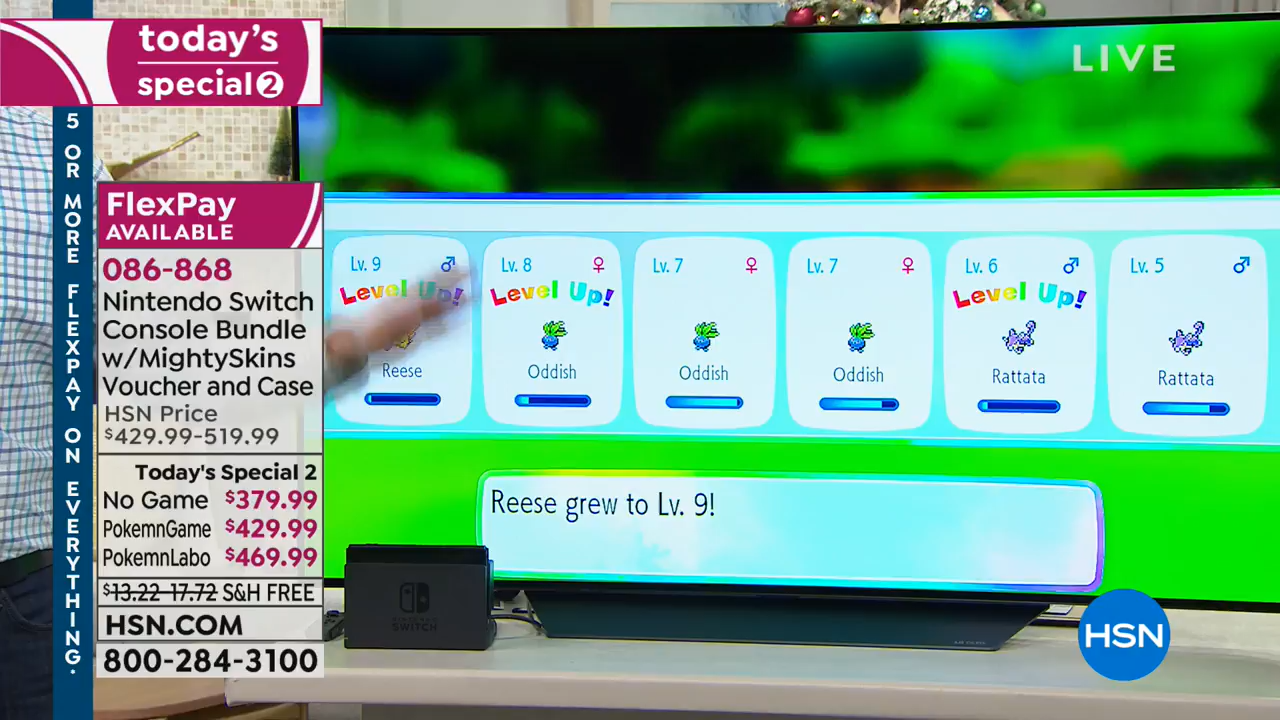 today's
special 2
LIVE
5 OR MORE FLEXPAY ON EVERYTHING.
FlexPay
AVAILABLE
086-868
Nintendo Switch
Console Bundle
w/MightySkins
Voucher and Case
HSN Price
$429.99-519.99
Today's Special 2
No Game $379.99
PokemnGame $429.99
PokemnLabo $469.99
$13.22-17.72 S&H FREE
HSN.COM
800-284-3100
Lv. 9 ♂
Level Up!
Reese
Lv. 8 ♀
Level Up!
Oddish
Lv. 7 ♀
Oddish
Lv. 7 ♀
Oddish
Lv. 6 ♂
Level Up!
Rattata
Lv. 5 ♂
Rattata
Reese grew to Lv. 9!
NINTENDO
SWITCH
HSN